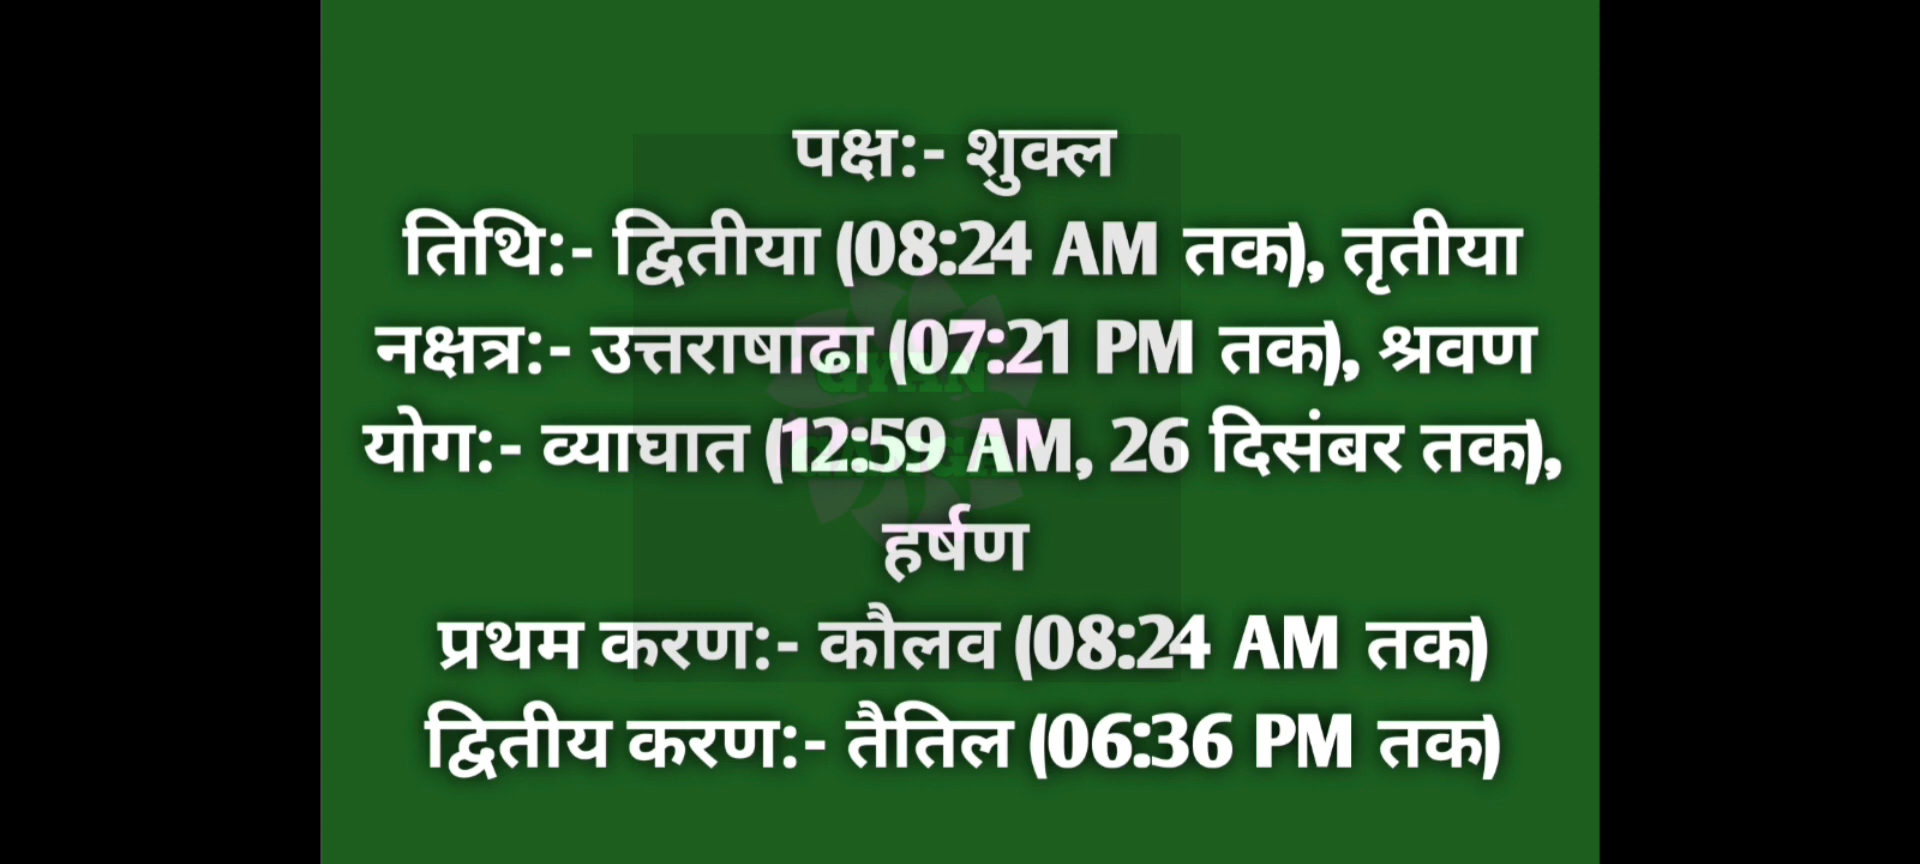 पक्ष:- शुक्ल
तिथि:- द्वितीया (08:24 AM तक), तृतीया
नक्षत्र:- उत्तराषाढा (07:21 PM तक), श्रवण
योग:- व्याघात (12:59 AM, 26 दिसंबर तक),
हर्षण
प्रथम करण:- कौलव (08:24 AM तक)
द्वितीय करण:- तैतिल (06:36 PM तक)
GYAN